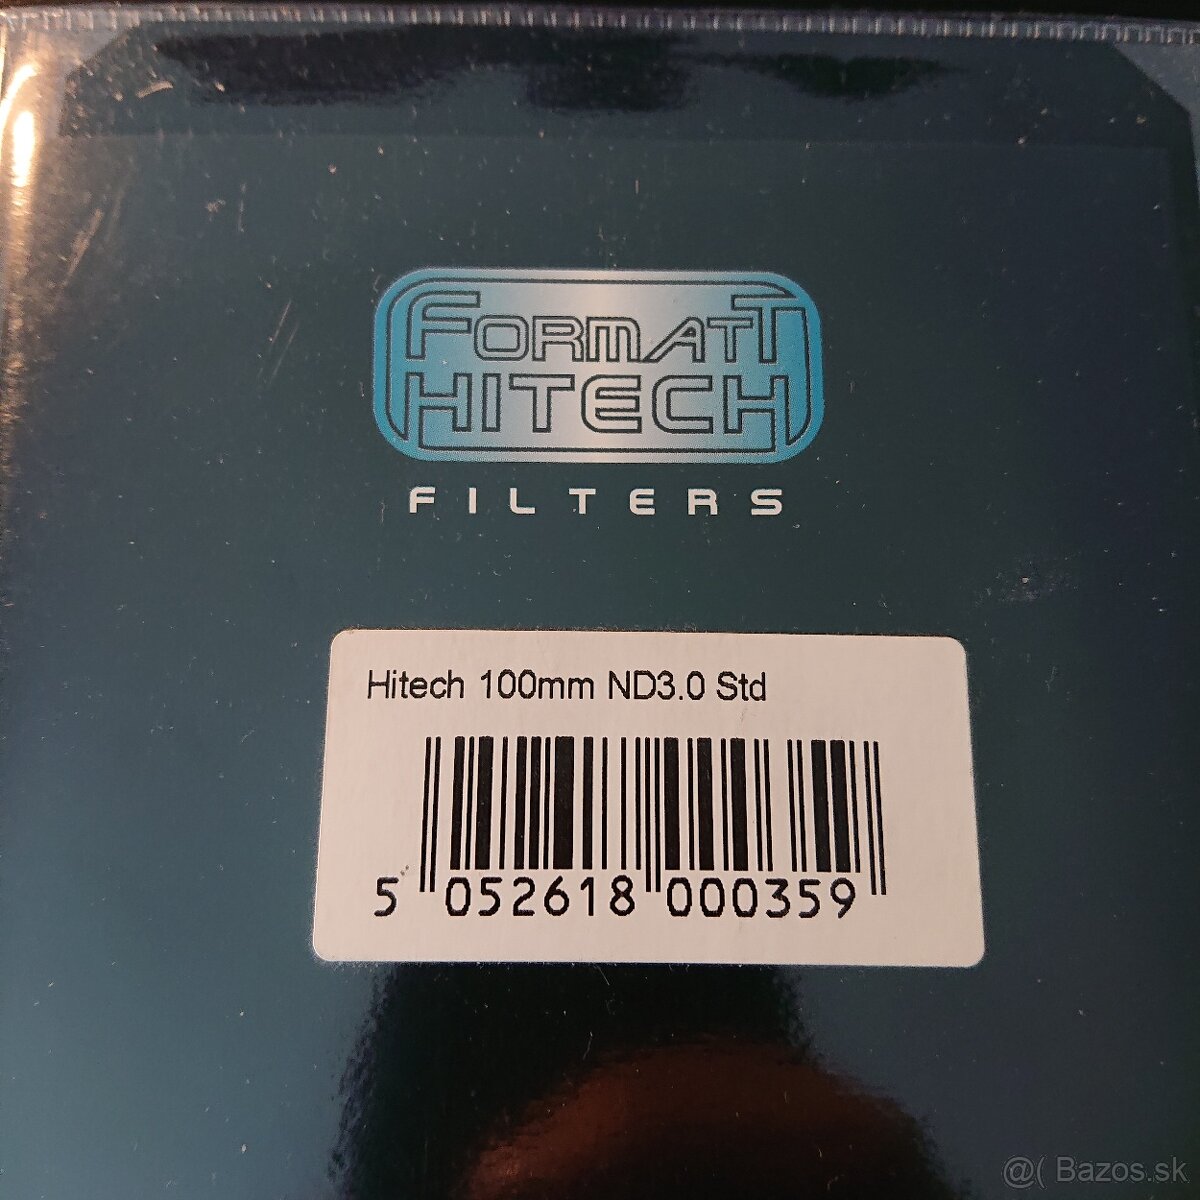 FORMATT
HITECH
FILTERS
Hitech 100mm ND3.0 Std
5 052618 000359
@( Bazos.sk